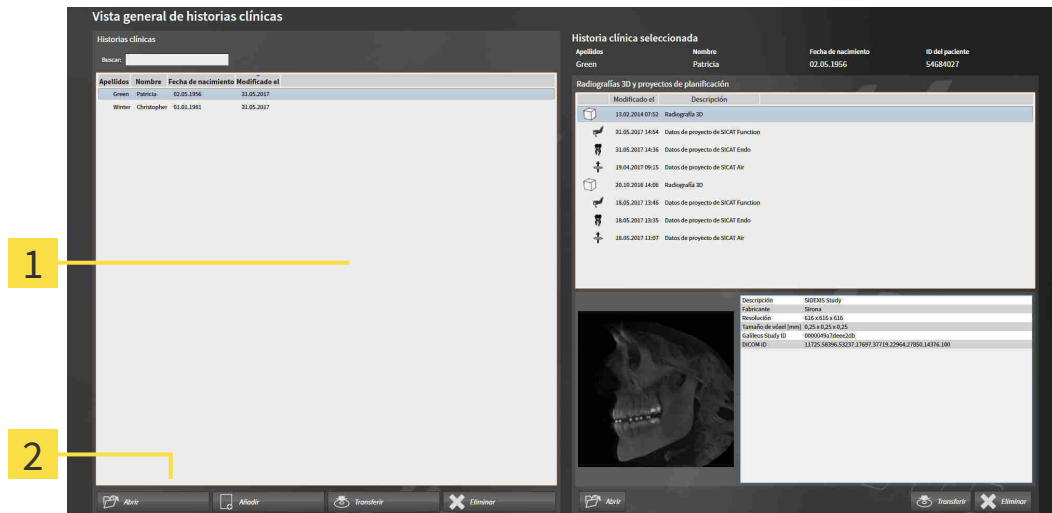 Vista general de historias clínicas
Historias clínicas
Buscar:
Apellidos Nombre Fecha de nacimiento Modificado el
Green Patricia 02.05.1956 31.05.2017
Winter Christopher 01.01.1981 31.05.2017
1
2
Abrir Añadir Transferir Eliminar
Historia clínica seleccionada
Apellidos Nombre Fecha de nacimiento ID del paciente
Green Patricia 02.05.1956 54684027
Radiografías 3D y proyectos de planificación
Modificado el Descripción
13.02.2014 07:52 Radiografía 3D
31.05.2017 14:54 Datos de proyecto de SICAT Function
31.05.2017 14:36 Datos de proyecto de SICAT Endo
19.04.2017 09:15 Datos de proyecto de SICAT Air
20.10.2016 14:08 Radiografía 3D
18.05.2017 13:46 Datos de proyecto de SICAT Function
18.05.2017 13:35 Datos de proyecto de SICAT Endo
18.05.2017 11:07 Datos de proyecto de SICAT Air
Descripción SIDEXIS Study
Fabricante Sirona
Resolución 616 x 616 x 616
Tamaño de vóxel [mm] 0,25 x 0,25 x 0,25
Galileos Study ID 0000049a7deee2db
DICOM ID 11725.58396.53237.17697.37719.22964.27850.14376.100
Abrir Transferir Eliminar